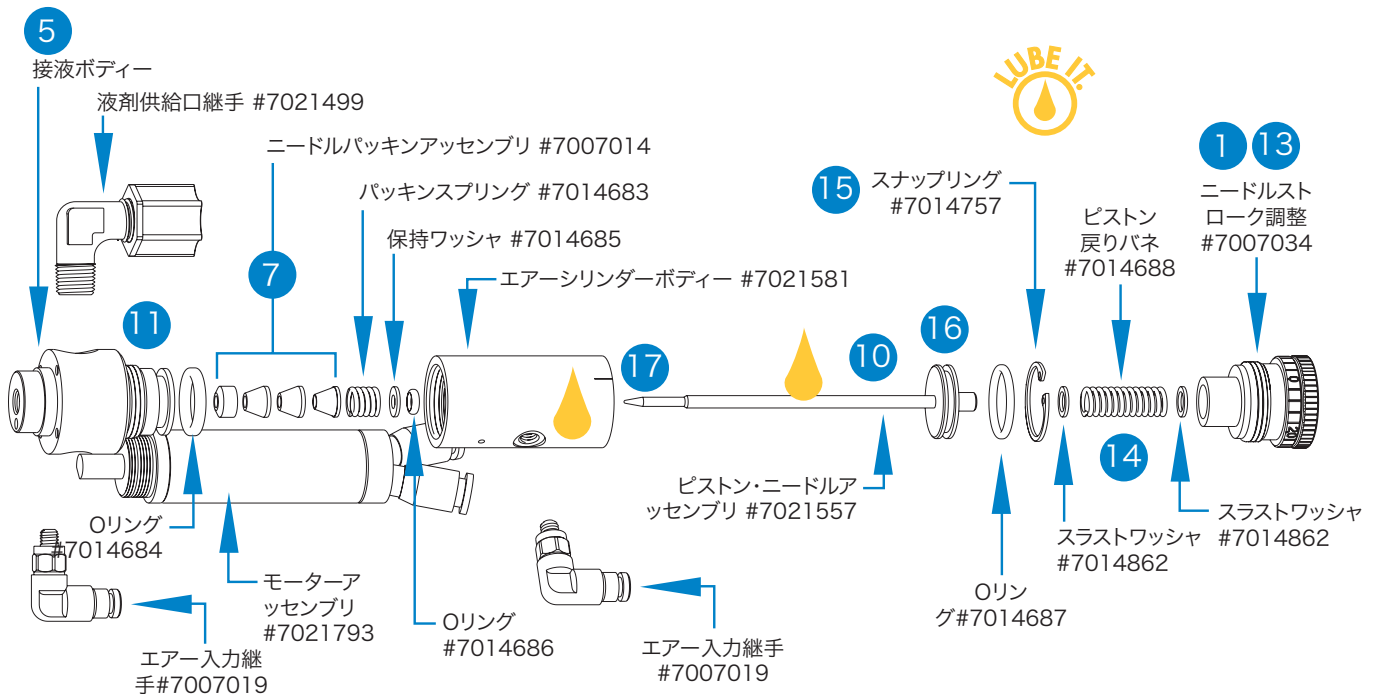 5
接液ボディー
液剤供給口継手 #7021499
ニードルパッキンアッセンブリ #7007014
パッキンスプリング #7014683
保持ワッシャ #7014685
7
エアーシリンダーボディー #7021581
LUBE IT.
15
スナップリング
#7014757
ピストン
戻りバネ
#7014688
1
13
ニードルスト
ローク調整
#7007034
11
17
10
16
14
0
20
Oリング
#7014684
モーターア
ッセンブリ
#7021793
エアー入力継
手#7007019
Oリング
#7014686
エアー入力継手
#7007019
ピストン・ニードルア
ッセンブリ #7021557
Oリン
グ#7014687
スラストワッシャ
#7014862
スラストワッシャ
#7014862